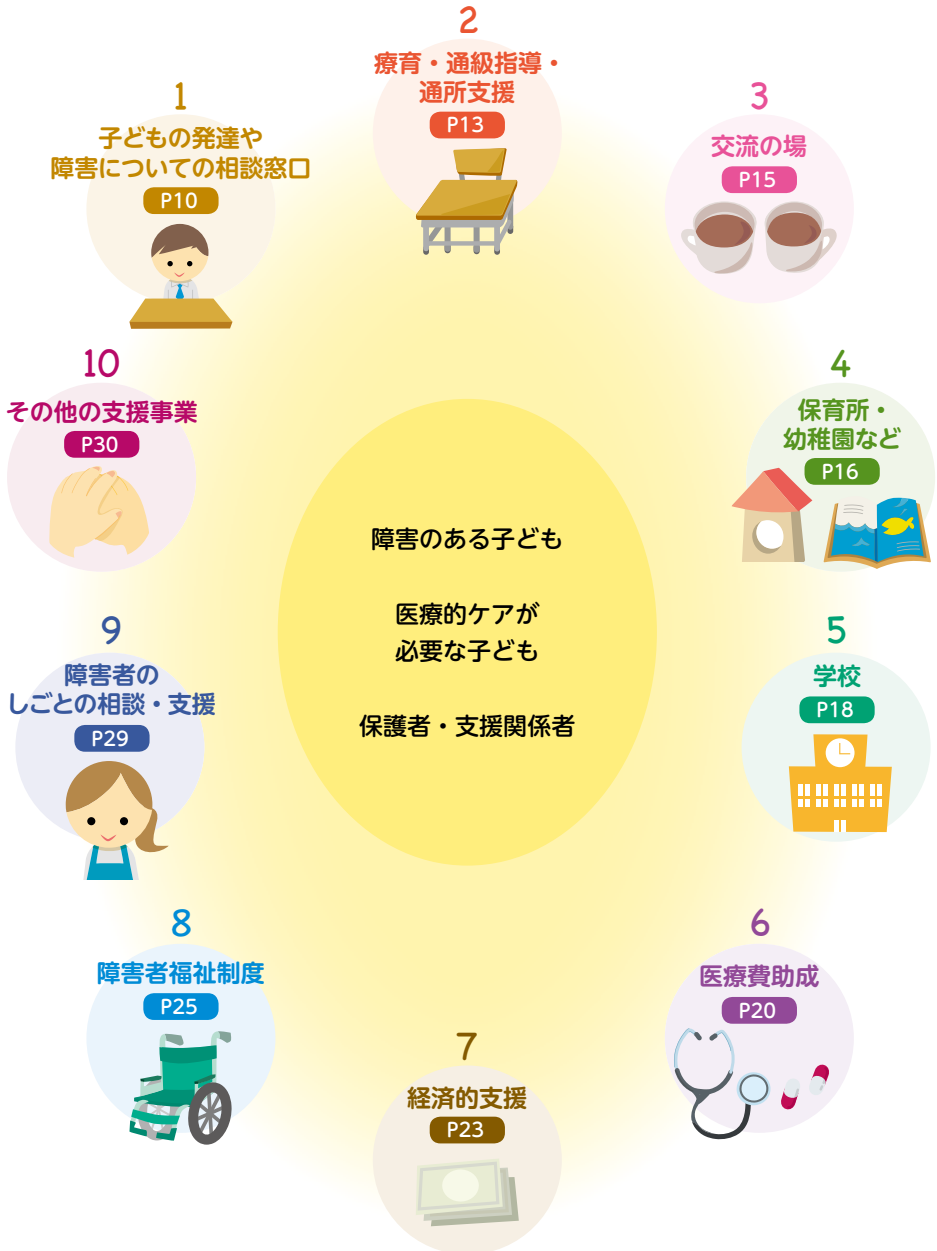 1
子どもの発達や
障害についての相談窓口
P10
2
療育・通級指導・
通所支援
P13
3
交流の場
P15
4
保育所・
幼稚園など
P16
5
学校
P18
6
医療費助成
P20
7
経済的支援
P23
8
障害者福祉制度
P25
9
障害者の
しごとの相談・支援
P29
10
その他の支援事業
P30
障害のある子ども
医療的ケアが
必要な子ども
保護者・支援関係者